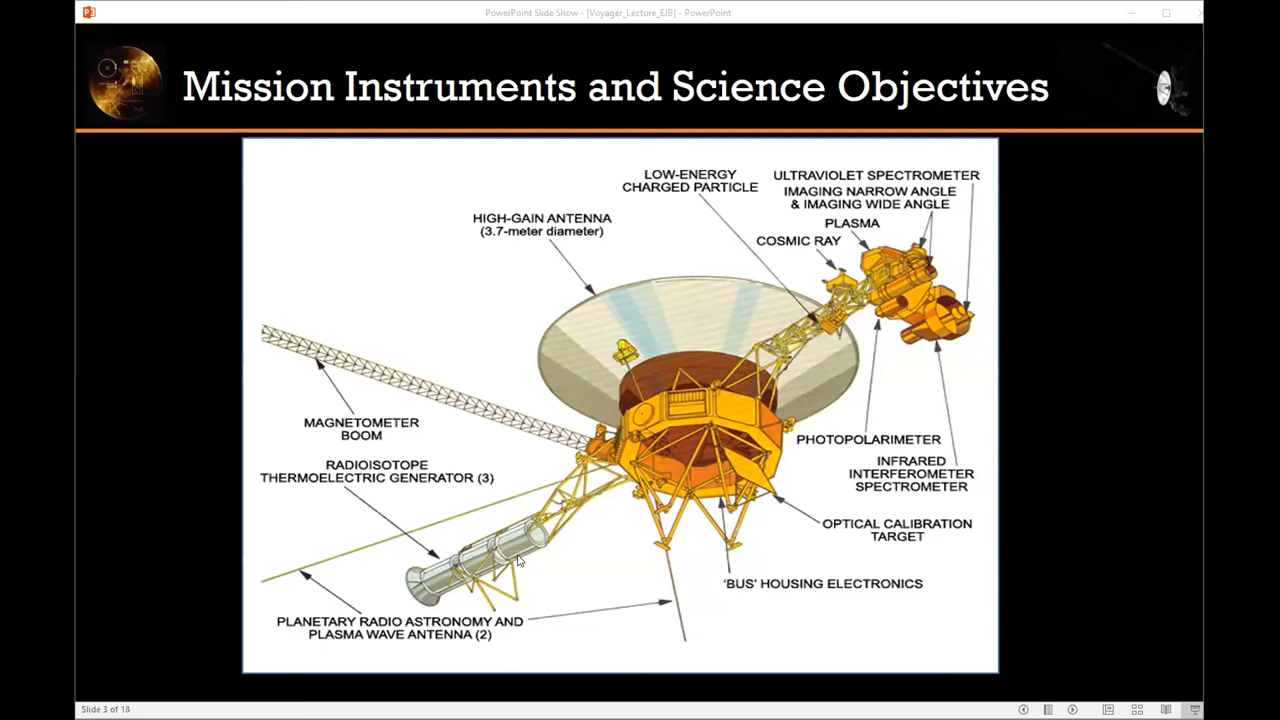 PowerPoint Slide Show - [Voyager_Lecture_EJB] - PowerPoint
Mission Instruments and Science Objectives
LOW-ENERGY
CHARGED PARTICLE
ULTRAVIOLET SPECTROMETER
IMAGING NARROW ANGLE
& IMAGING WIDE ANGLE
PLASMA
COSMIC RAY
HIGH-GAIN ANTENNA
(3.7-meter diameter)
MAGNETOMETER
BOOM
RADIOISOTOPE
THERMOELECTRIC GENERATOR (3)
PHOTOPOLARIMETER
INFRARED
INTERFEROMETER
SPECTROMETER
OPTICAL CALIBRATION
TARGET
'BUS' HOUSING ELECTRONICS
PLANETARY RADIO ASTRONOMY AND
PLASMA WAVE ANTENNA (2)
Slide 3 of 18